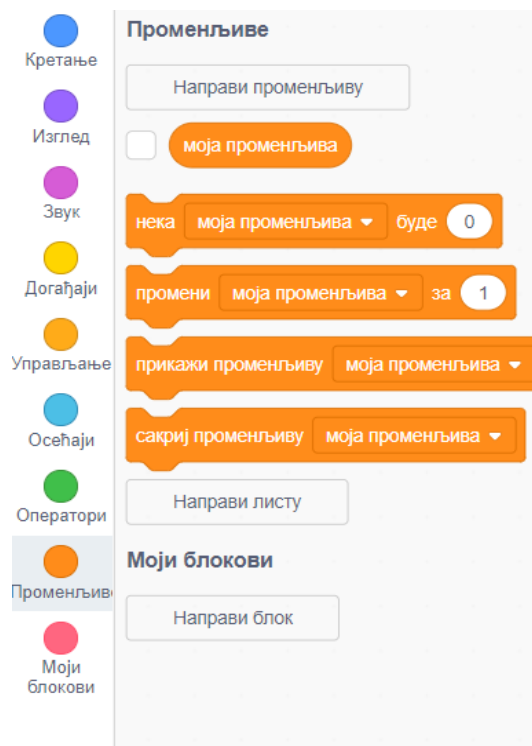 Кретање
Изглед
Звук
Догађаји
Управљање
Осећаји
Оператори
Променљиве
Моји
блокови
Променљиве
Направи променљиву
моја променљива
нека моја променљива буде 0
промени моја променљива за 1
прикажи променљиву моја променљива
сакриј променљиву моја променљива
Направи листу
Моји блокови
Направи блок